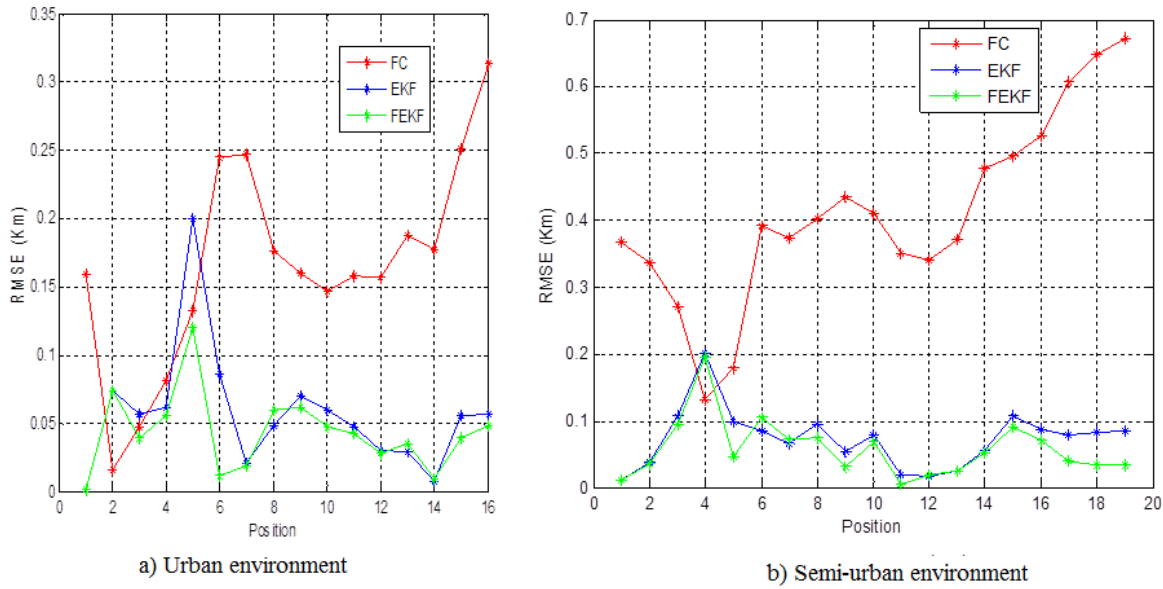 0.35
0.3
0.25
0.2
0.15
0.1
0.05
0
RMSE (Km)
FC
EKF
FEKF
0 2 4 6 8 10 12 14 16
Position
a) Urban environment
0.7
0.6
0.5
0.4
0.3
0.2
0.1
0
RMSE (Km)
FC
EKF
FEKF
0 2 4 6 8 10 12 14 16 18 20
Position
b) Semi-urban environment